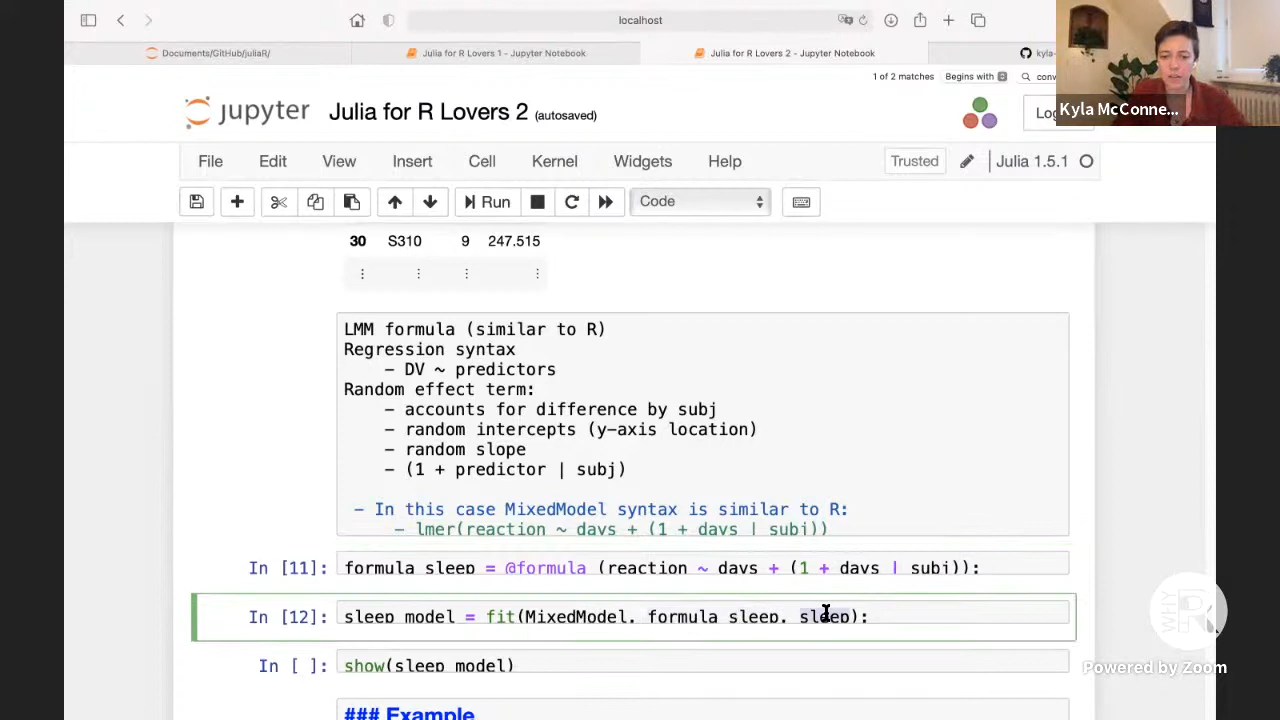 localhost
Documents/GitHub/juliaR/
Julia for R Lovers 1 - Jupyter Notebook
Julia for R Lovers 2 - Jupyter Notebook
kyla-
1 of 2 matches
Begins with
conv
jupyter
Julia for R Lovers 2 (autosaved)
Log
Kyla McConne...
File
Edit
View
Insert
Cell
Kernel
Widgets
Help
Trusted
Julia 1.5.1
Run
Code
30 S310 9 247.515
⋮ ⋮ ⋮ ⋮
LMM formula (similar to R)
Regression syntax
- DV ~ predictors
Random effect term:
- accounts for difference by subj
- random intercepts (y-axis location)
- random slope
- (1 + predictor | subj)
- In this case MixedModel syntax is similar to R:
- lmer(reaction ~ days + (1 + days | subj))
In [11]: formula_sleep = @formula (reaction ~ days + (1 + days | subj));
In [12]: sleep_model = fit(MixedModel, formula_sleep, sleep);
In [ ]: show(sleep_model)
### Example
WHY R
Powered by Zoom